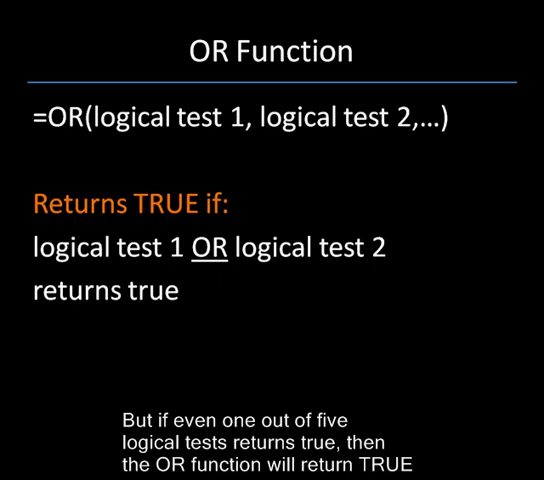 OR Function
=OR(logical test 1, logical test 2,...)
Returns TRUE if:
logical test 1 OR logical test 2
returns true
But if even one out of five
logical tests returns true, then
the OR function will return TRUE